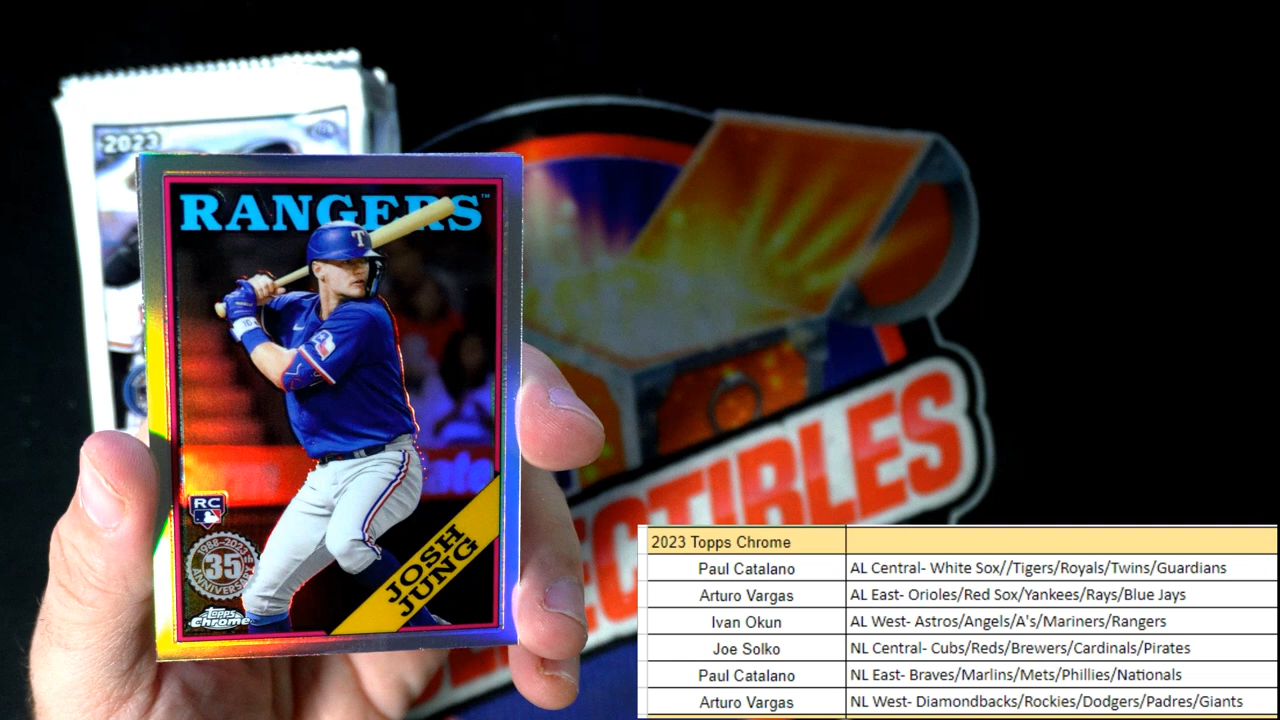 2023
RANGERS™
T
RC
1988-2023
35
ANNIVERSARY
Topps
Chrome
JOSH
JUNG
ECTIBLES
2023 Topps Chrome
Paul Catalano AL Central- White Sox//Tigers/Royals/Twins/Guardians
Arturo Vargas AL East- Orioles/Red Sox/Yankees/Rays/Blue Jays
Ivan Okun AL West- Astros/Angels/A's/Mariners/Rangers
Joe Solko NL Central- Cubs/Reds/Brewers/Cardinals/Pirates
Paul Catalano NL East- Braves/Marlins/Mets/Phillies/Nationals
Arturo Vargas NL West- Diamondbacks/Rockies/Dodgers/Padres/Giants